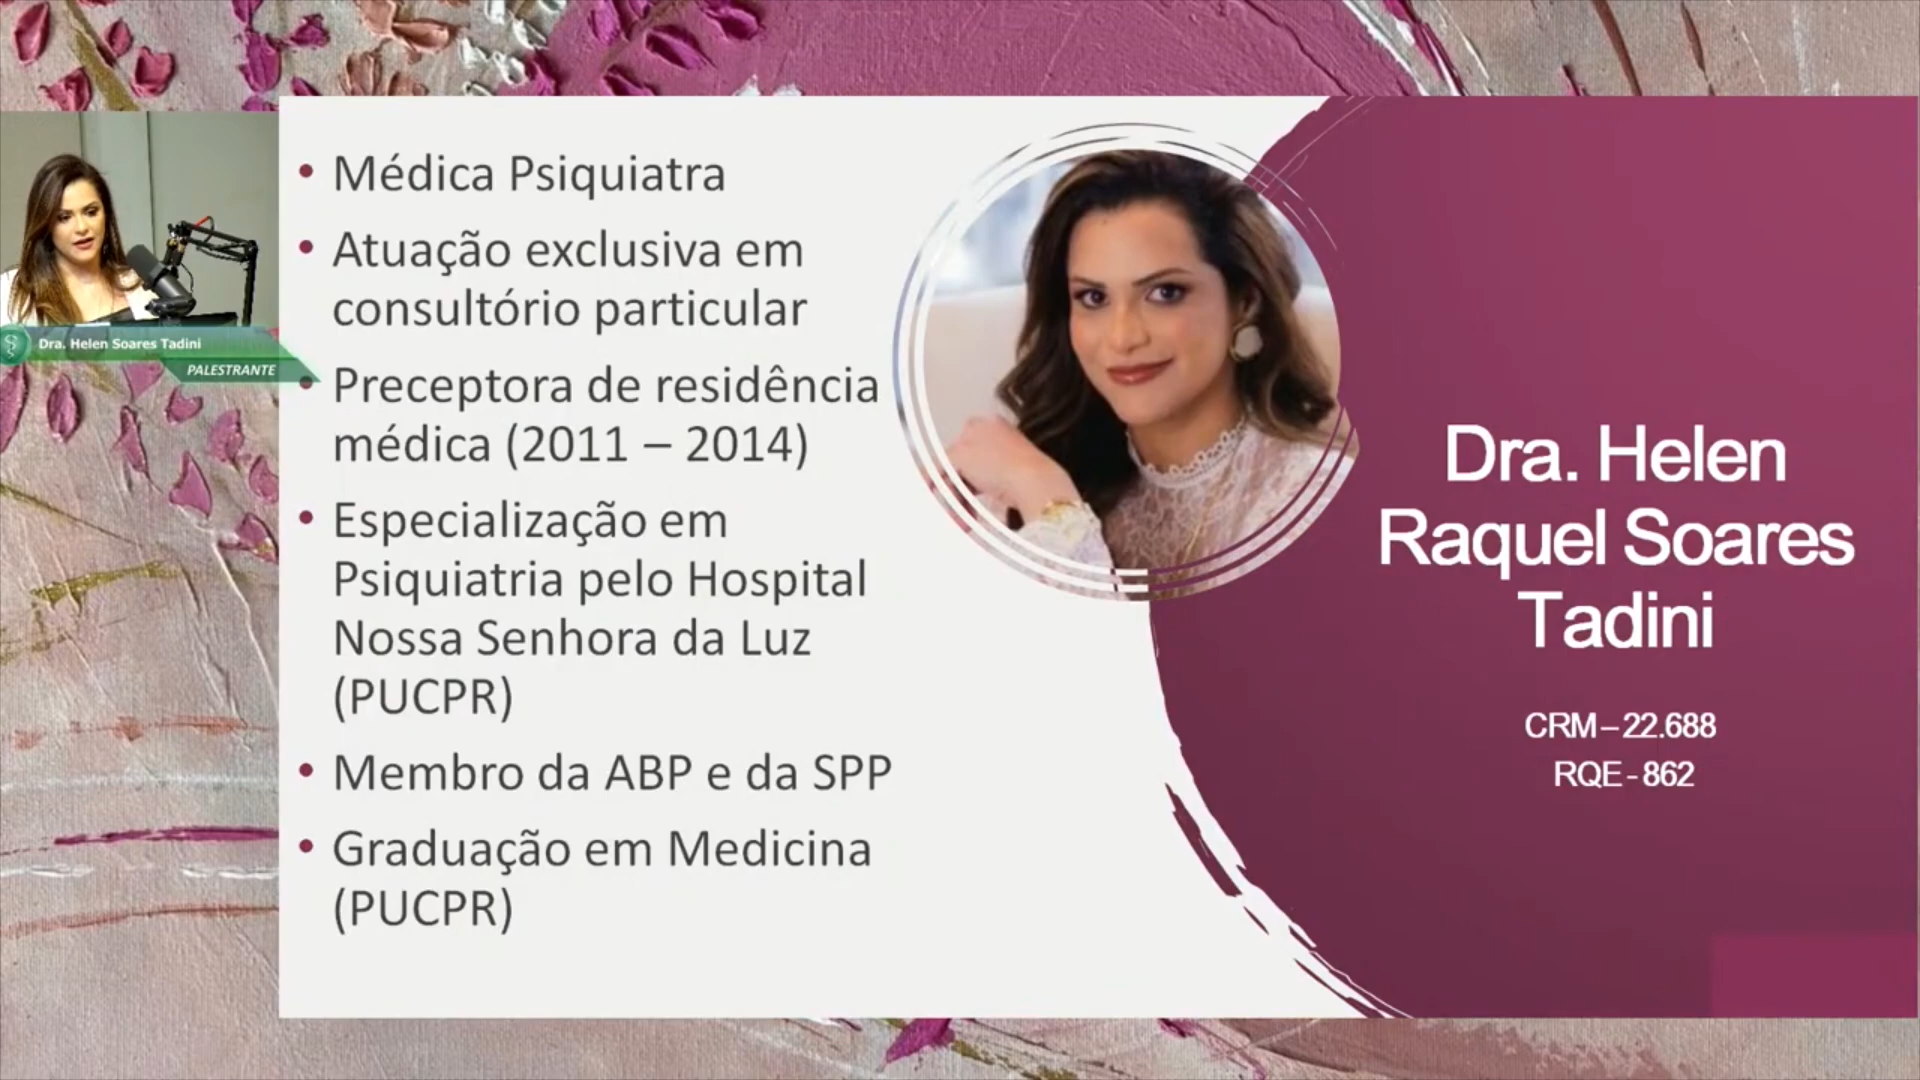 • Médica Psiquiatra
• Atuação exclusiva em
consultório particular
• Preceptora de residência
médica (2011 – 2014)
• Especialização em
Psiquiatria pelo Hospital
Nossa Senhora da Luz
(PUCPR)
• Membro da ABP e da SPP
• Graduação em Medicina
(PUCPR)
Dra. Helen Soares Tadini
PALESTRANTE
Dra. Helen
Raquel Soares
Tadini
CRM – 22.688
RQE - 862